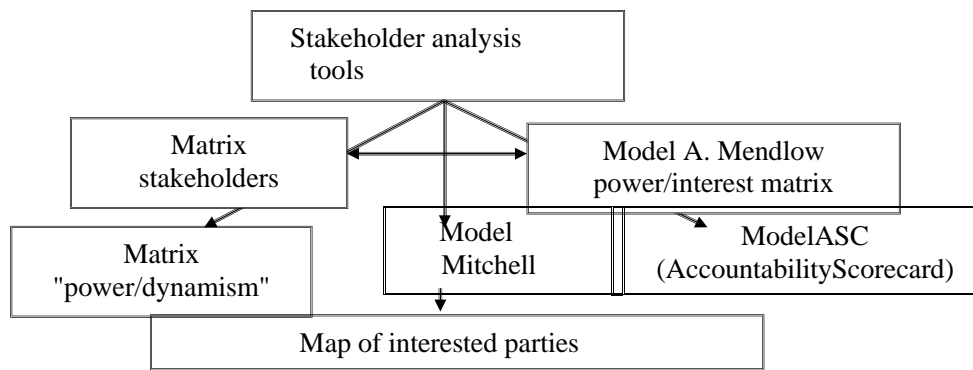 Stakeholder analysis
tools
Matrix
stakeholders
Model A. Mendlow
power/interest matrix
Matrix
"power/dynamism"
Model
Mitchell
ModelASC
(AccountabilityScorecard)
Map of interested parties